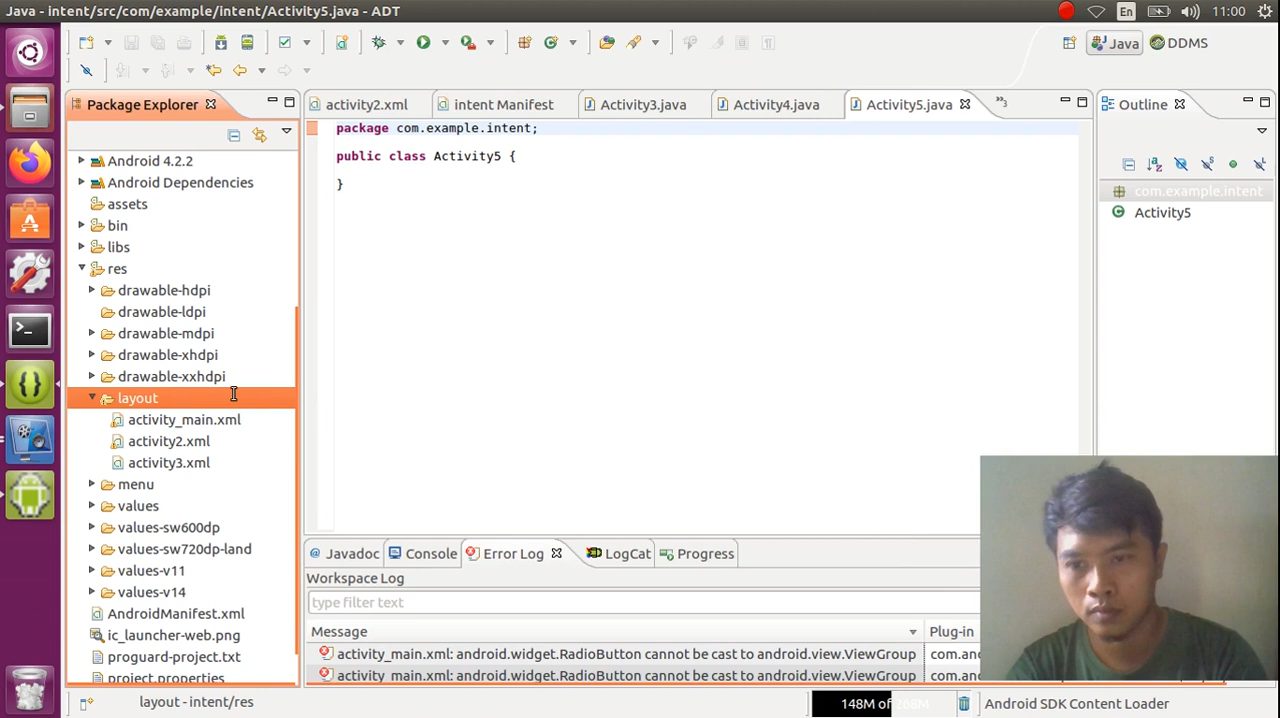 Java - intent/src/com/example/intent/Activity5.java - ADT
En
11:00
Java
DDMS
Package Explorer
Android 4.2.2
Android Dependencies
assets
bin
libs
res
drawable-hdpi
drawable-ldpi
drawable-mdpi
drawable-xhdpi
drawable-xxhdpi
layout
activity_main.xml
activity2.xml
activity3.xml
menu
values
values-sw600dp
values-sw720dp-land
values-v11
values-v14
AndroidManifest.xml
ic_launcher-web.png
proguard-project.txt
project.properties
activity2.xml
intent Manifest
Activity3.java
Activity4.java
Activity5.java
3
package com.example.intent;
public class Activity5 {
}
Outline
com.example.intent
Activity5
Javadoc
Console
Error Log
LogCat
Progress
Workspace Log
type filter text
Message
Plug-in
activity_main.xml: android.widget.RadioButton cannot be cast to android.view.ViewGroup
com.an
activity_main.xml: android.widget.RadioButton cannot be cast to android.view.ViewGroup
com.an
layout - intent/res
148M of 268M
Android SDK Content Loader